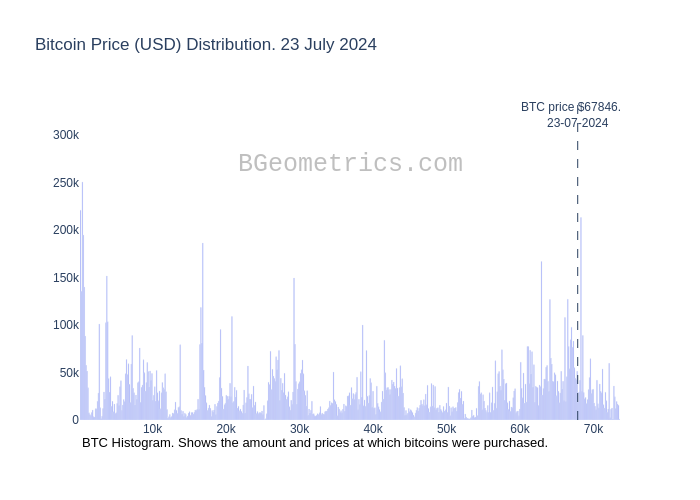 Bitcoin Price (USD) Distribution. 23 July 2024
BTC price $67846.
23-07-2024
BGeometrics.com
300k
250k
200k
150k
100k
50k
0
10k 20k 30k 40k 50k 60k 70k
BTC Histogram. Shows the amount and prices at which bitcoins were purchased.